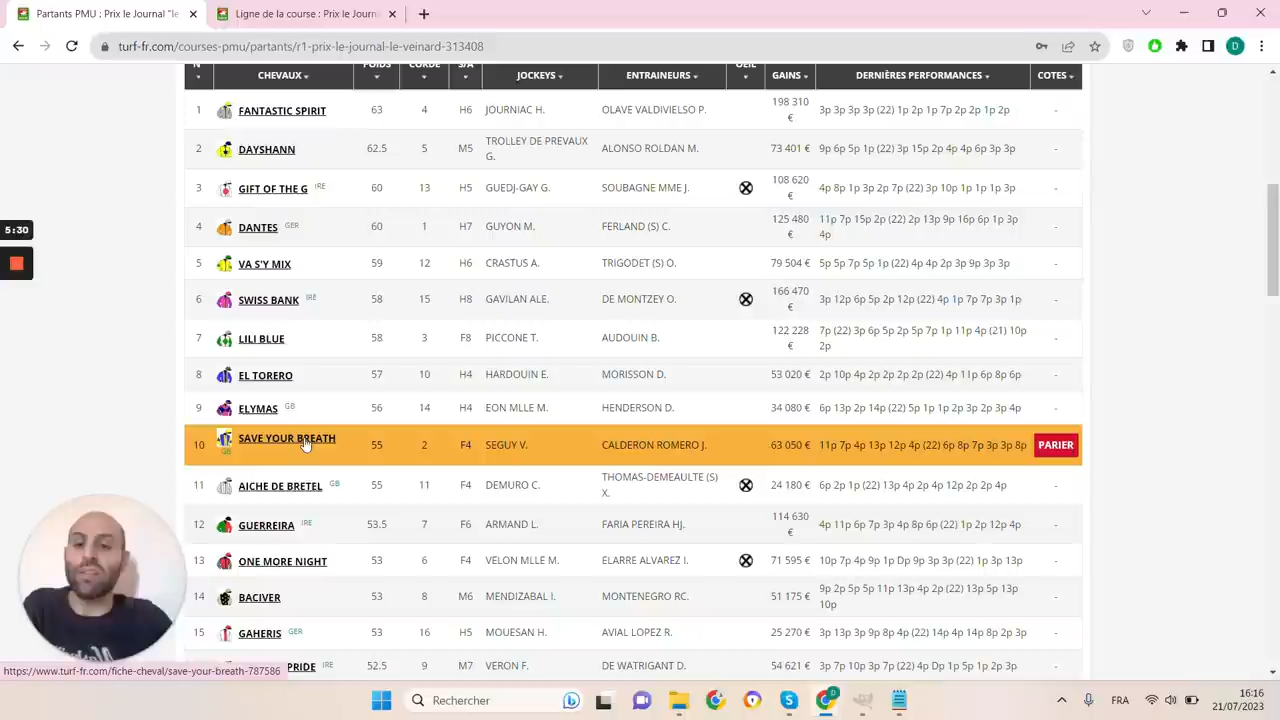 Partants PMU : Prix le Journal "le
Ligne PMU : Prix le Journal le
turf-fr.com/courses-pmu/partants/r1-prix-le-journal-le-veinard-313408
D
N° CHEVAUX POIDS CORDE S/A JOCKEYS ENTRAINEURS OEIL GAINS DERNIÈRES PERFORMANCES COTES
1 FANTASTIC SPIRIT 63 4 H6 JOURNIAC H. OLAVE VALDIVIELSO P. 198 310 € 3p 3p 3p 3p (22) 1p 2p 1p 7p 2p 2p 1p 2p -
2 DAYSHANN 62.5 5 M5 TROLLEY DE PREVAUX G. ALONSO ROLDAN M. 73 401 € 9p 6p 5p 1p (22) 3p 15p 2p 4p 4p 6p 3p 3p -
3 GIFT OF THE G IRE 60 13 H5 GUEDJ-GAY G. SOUBAGNE MME J. 108 620 € 4p 8p 1p 3p 2p 7p (22) 3p 10p 1p 1p 1p 3p -
4 DANTES GER 60 1 H7 GUYON M. FERLAND (S) C. 125 480 € 11p 7p 15p 2p (22) 2p 13p 9p 16p 6p 1p 3p 4p -
5 VA S'Y MIX 59 12 H6 CRASTUS A. TRIGODET (S) O. 79 504 € 5p 5p 7p 5p 1p (22) 4p 4p 2p 3p 9p 3p 3p -
6 SWISS BANK IRE 58 15 H8 GAVILAN ALE. DE MONTZEY O. 166 470 € 3p 12p 6p 5p 2p 12p (22) 4p 1p 7p 7p 3p 1p -
7 LILI BLUE 58 3 F8 PICCONE T. AUDOUIN B. 122 228 € 7p (22) 3p 6p 5p 2p 5p 7p 1p 11p 4p (21) 10p 2p -
8 EL TORERO 57 10 H4 HARDOUIN E. MORISSON D. 53 020 € 2p 10p 4p 2p 2p 2p 2p (22) 4p 11p 6p 8p 6p -
9 ELYMAS GB 56 14 H4 EON MLLE M. HENDERSON D. 34 080 € 6p 13p 2p 14p (22) 5p 1p 1p 2p 3p 2p 3p 4p -
10 SAVE YOUR BREATH GB 55 2 F4 SEGUY V. CALDERON ROMERO J. 63 050 € 11p 7p 4p 13p 12p 4p (22) 6p 8p 7p 3p 3p 8p PARIER
11 AICHE DE BRETEL GB 55 11 F4 DEMURO C. THOMAS-DEMEAULTE (S) X. 24 180 € 6p 2p 1p (22) 13p 4p 2p 4p 12p 2p 2p 4p -
12 GUERREIRA IRE 53.5 7 F6 ARMAND L. FARIA PEREIRA HJ. 114 630 € 4p 11p 6p 7p 3p 4p 8p 6p (22) 1p 2p 12p 4p -
13 ONE MORE NIGHT 53 6 F4 VELON MLLE M. ELARRE ALVAREZ I. 71 595 € 10p 7p 4p 9p 1p Dp 9p 3p 3p (22) 1p 3p 13p -
14 BACIVER 53 8 M6 MENDIZABAL I. MONTENEGRO RC. 51 175 € 9p 2p 5p 5p 11p 13p 4p 2p (22) 13p 5p 13p 10p -
15 GAHERIS GER 53 16 H5 MOUESAN H. AVIAL LOPEZ R. 25 270 € 3p 13p 3p 9p 8p 4p (22) 14p 4p 14p 8p 2p 3p -
PRIDE IRE 52.5 9 M7 VERON F. DE WATRIGANT D. 54 621 € 3p 7p 10p 3p 7p (22) 4p Dp 1p 5p 1p 2p 3p -
5:30
https://www.turf-fr.com/fiche-cheval/save-your-breath-787586
Rechercher
FRA
16:16
21/07/2023